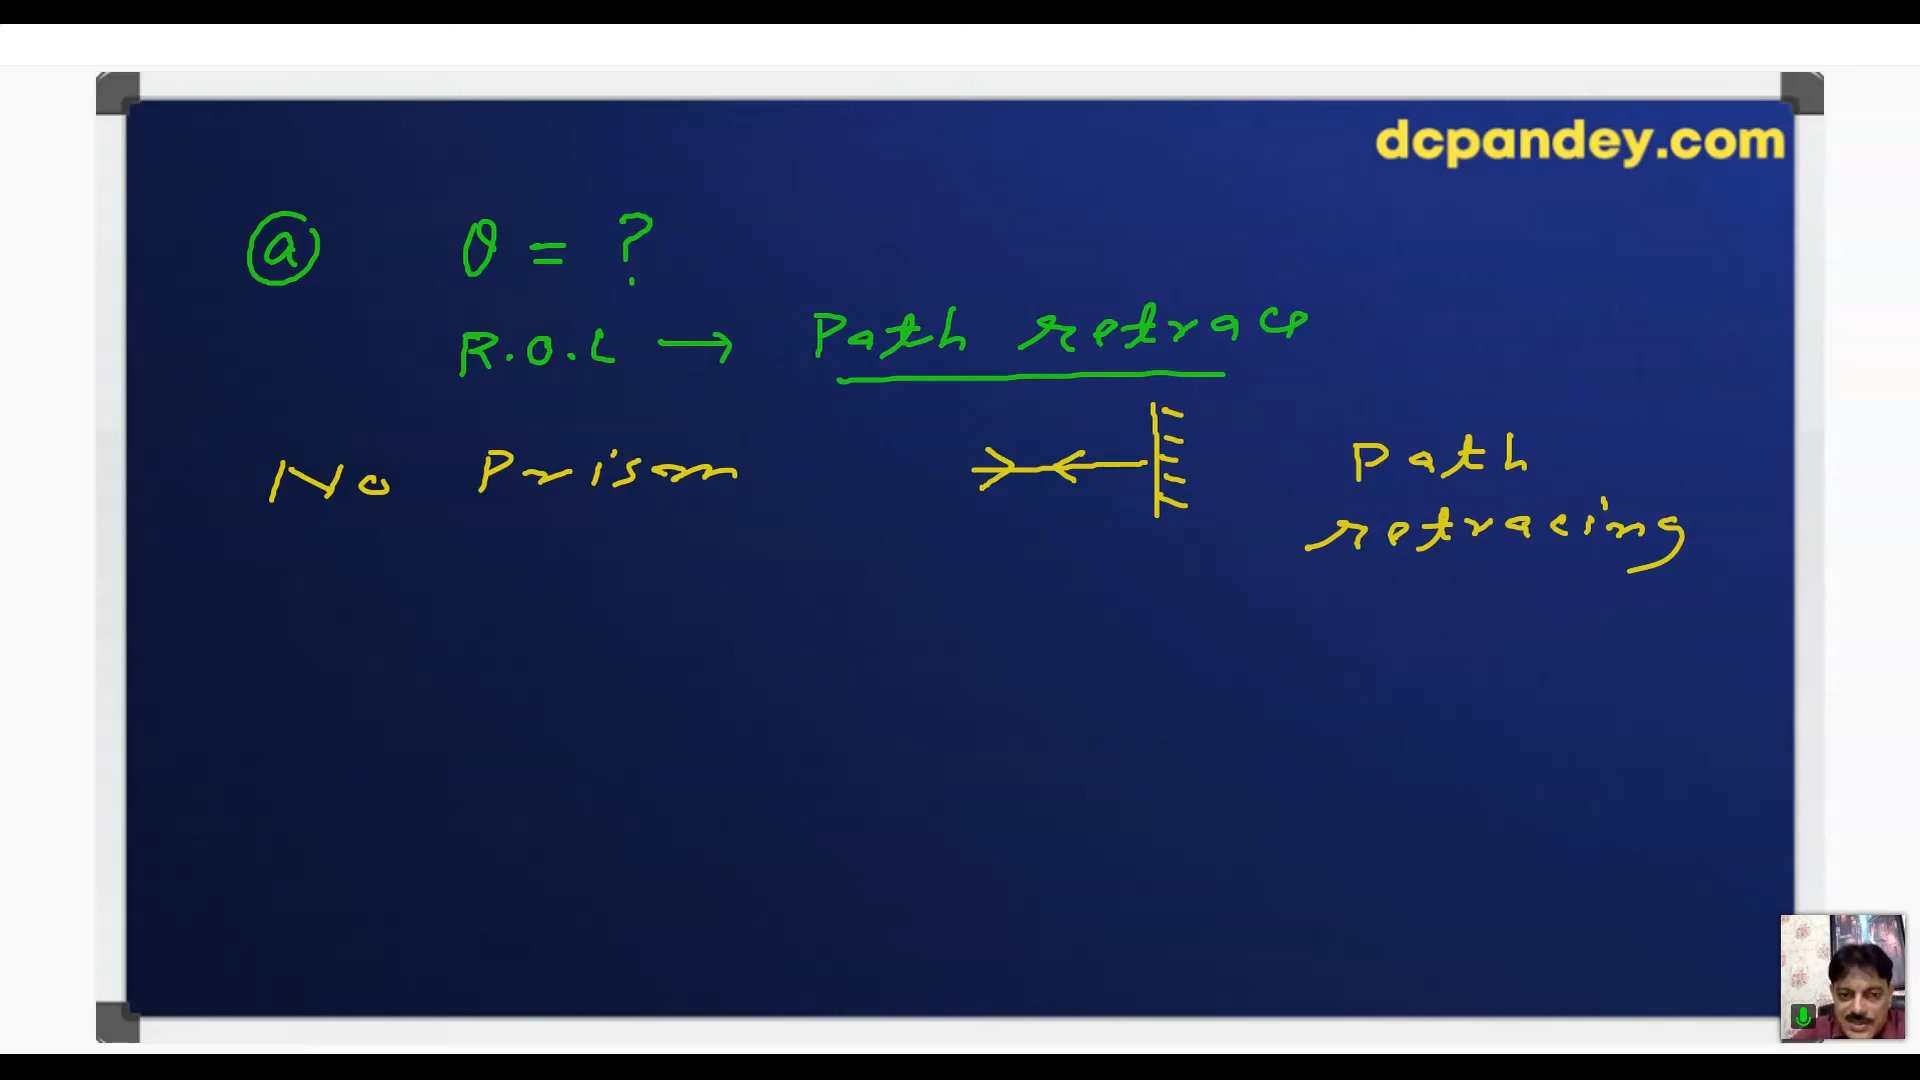 dcpandey.com
a θ = ?
R.O.L → Path retrace
No Prism Path
retracing